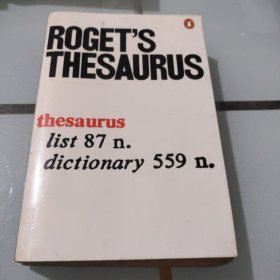 ROGET'S
THESAURUS
thesaurus
list 87 n.
dictionary 559 n.